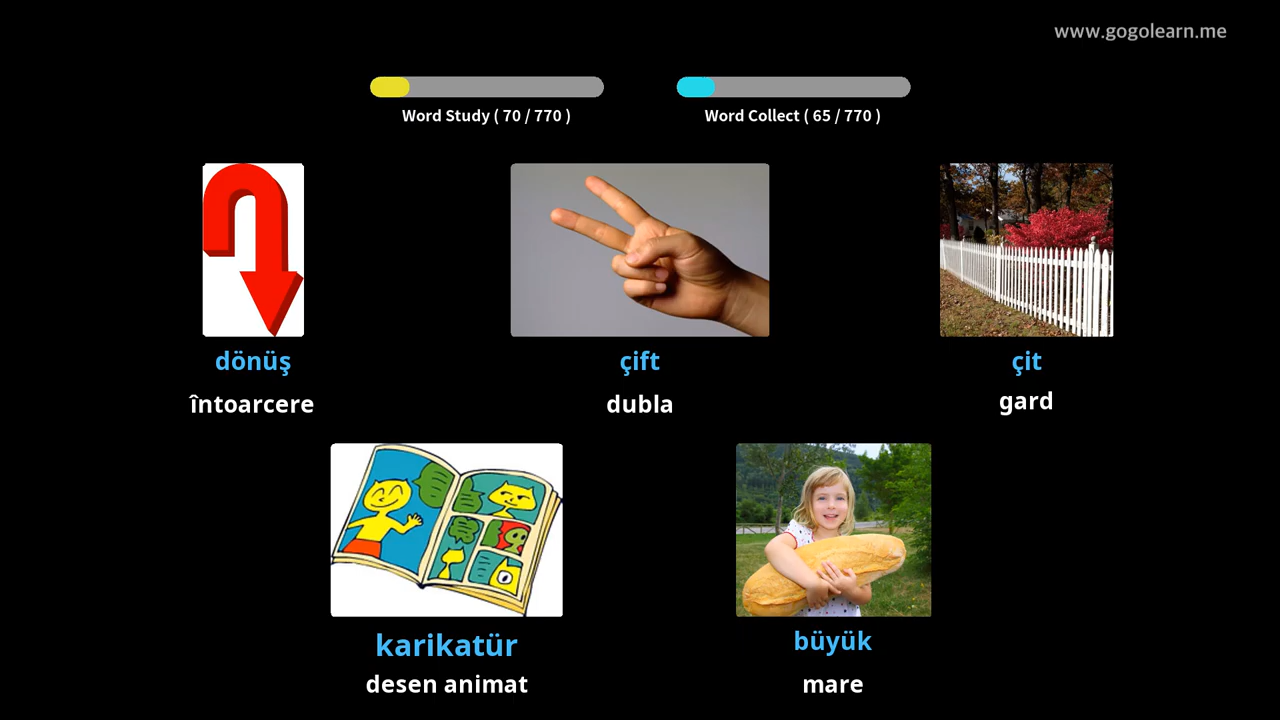 www.gogolearn.me
Word Study ( 70 / 770 )
Word Collect ( 65 / 770 )
dönüş
çift
çit
întoarcere
dubla
gard
karikatür
büyük
desen animat
mare